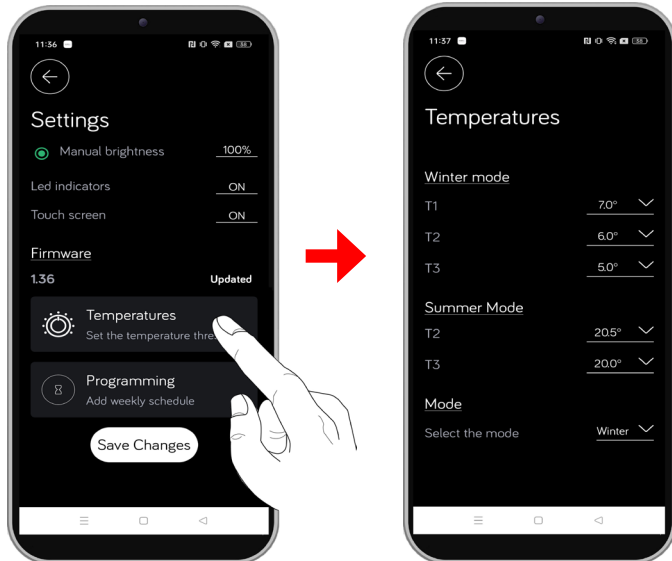 11:36
38
Settings
Manual brightness 100%
Led indicators ON
Touch screen ON
Firmware
1.36 Updated
Temperatures
Set the temperature thre
Programming
Add weekly schedule
Save Changes
11:37
38
Temperatures
Winter mode
T1 7.0°
T2 6.0°
T3 5.0°
Summer Mode
T2 20.5°
T3 20.0°
Mode
Select the mode Winter